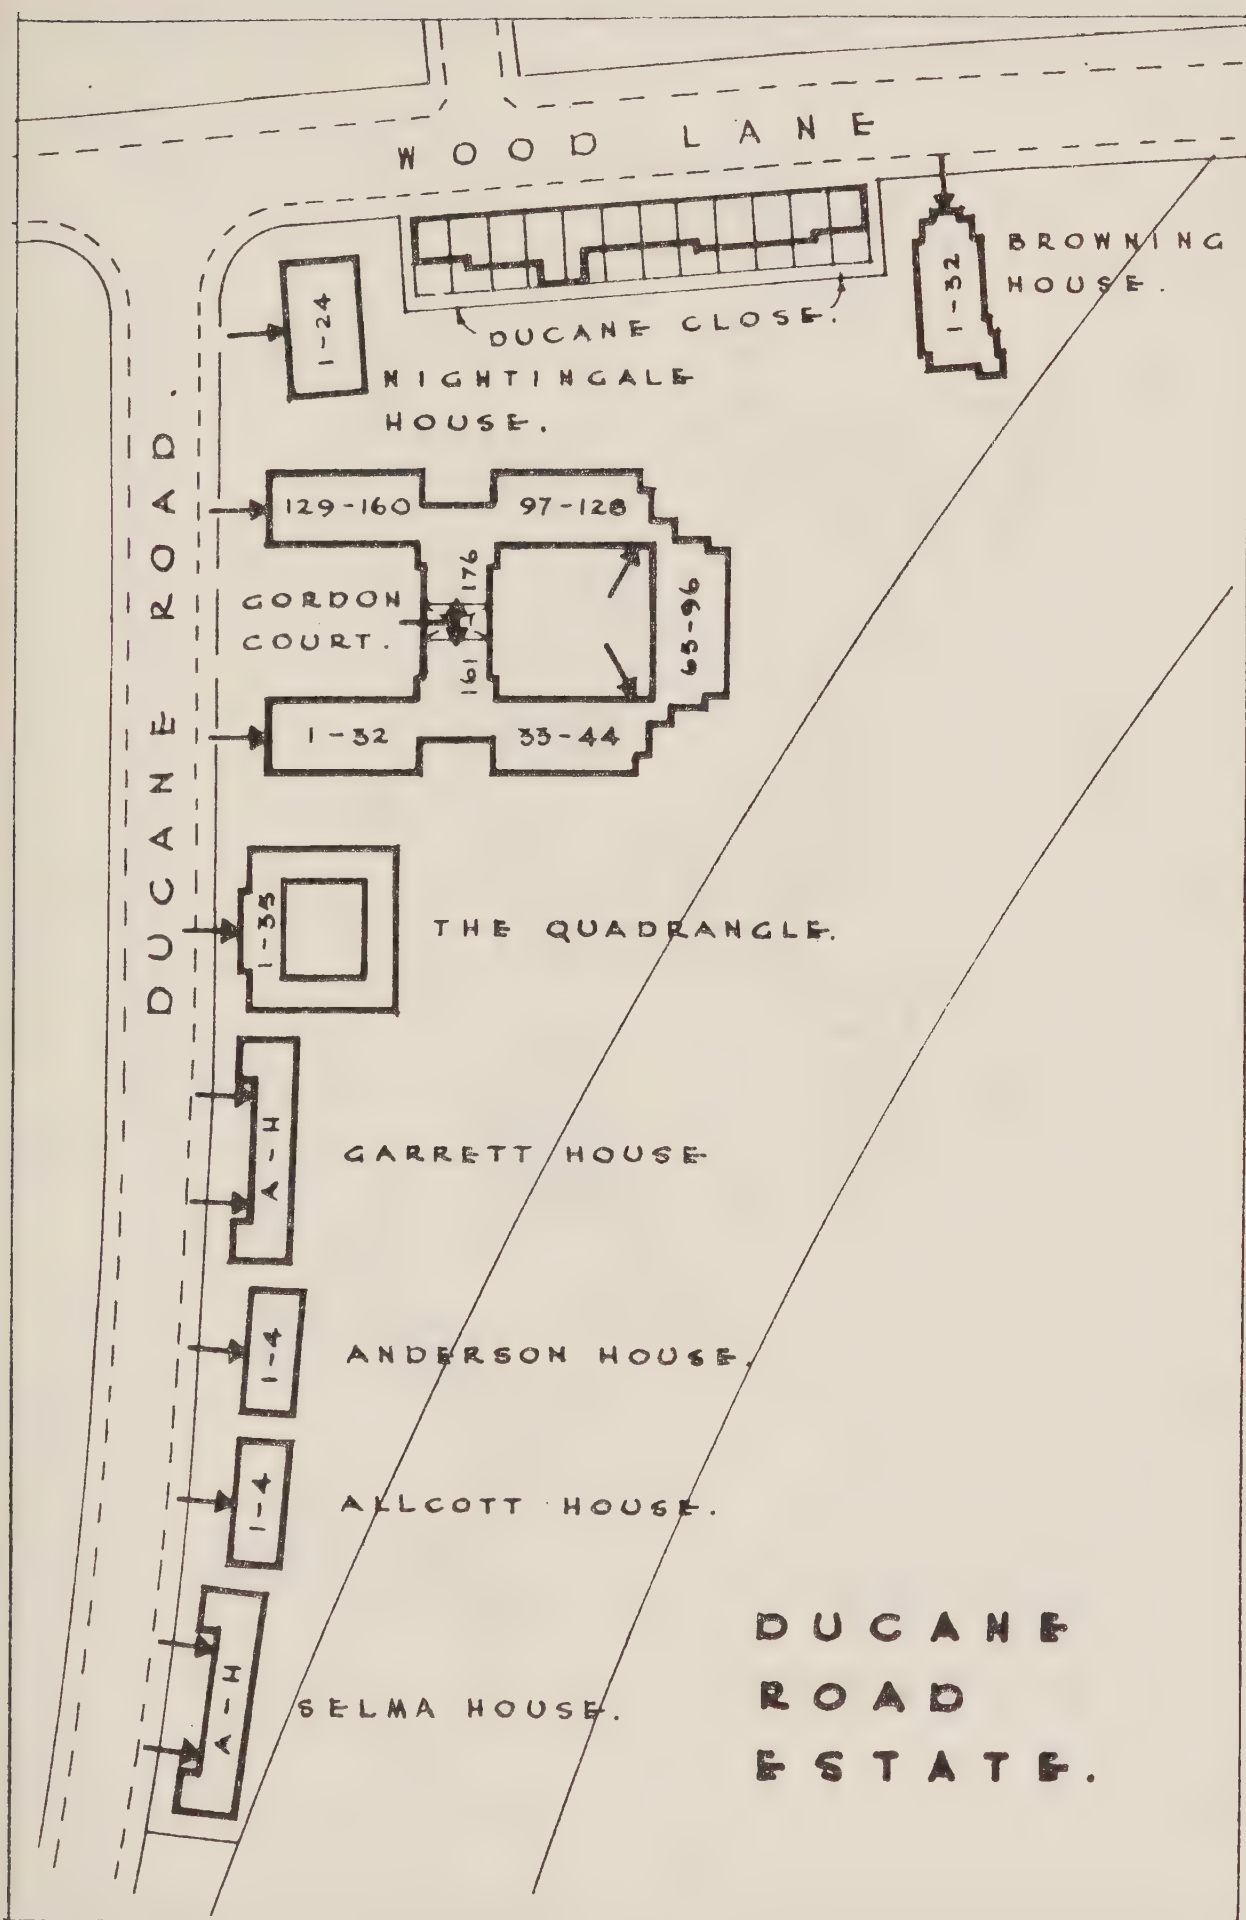 WOOD LANE
BROWNING
HOUSE.
1-32
DUCANE CLOSE.
1-24
NIGHTINGALE
HOUSE.
DUCANE ROAD.
129-160
97-128
GORDON
COURT.
176
161
65-96
1-32
33-44
1-35
THE QUADRANGLE.
A-H
GARRETT HOUSE
1-4
ANDERSON HOUSE.
1-4
ALLCOTT HOUSE.
A-H
SELMA HOUSE.
DUCANE
ROAD
ESTATE.